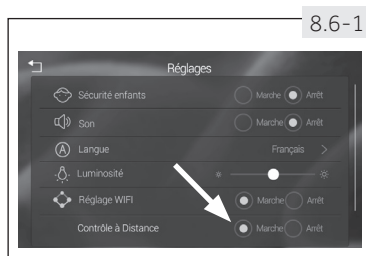 8.6-1
Réglages
Sécurité enfants Marche Arrêt
Son Marche Arrêt
A Langue Français >
Luminosité
Réglage WIFI Marche Arrêt
Contrôle à Distance Marche Arrêt